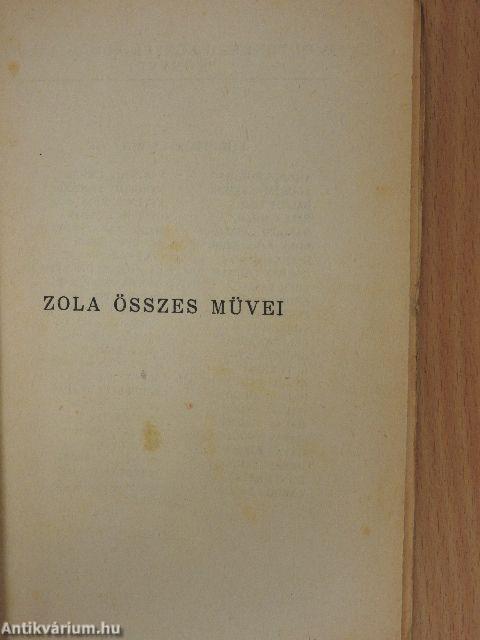 ZOLA ÖSSZES MÜVEI
Antikvárium.hu